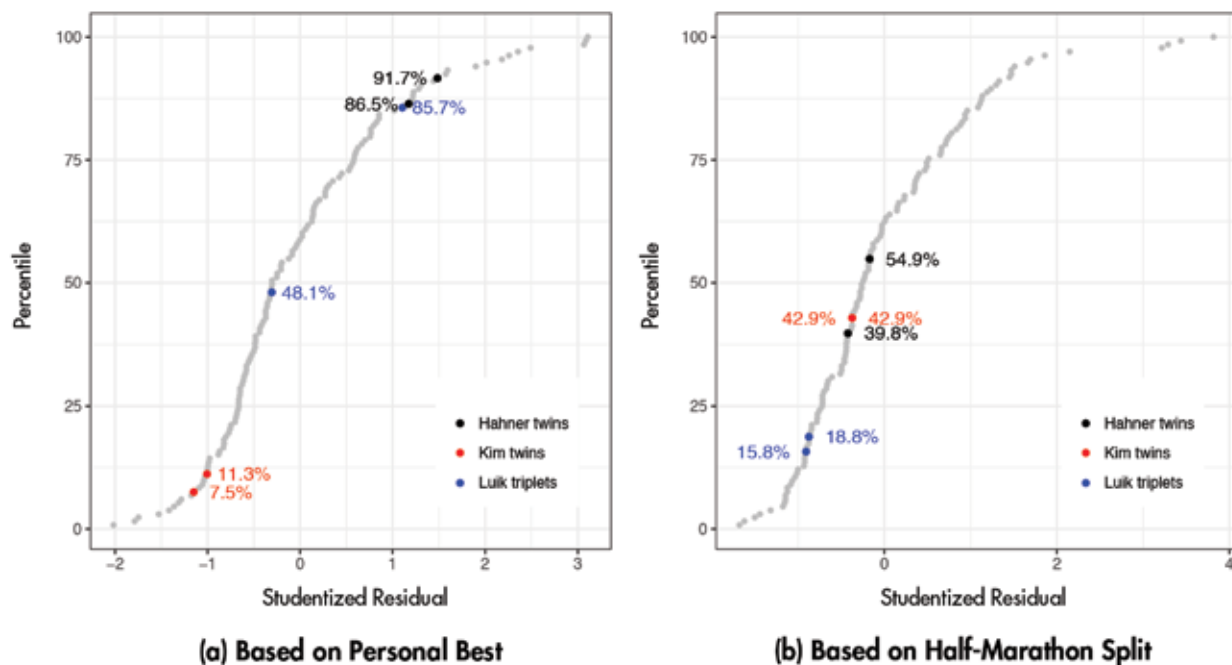 100
75
50
25
0
Percentile
91.7%
86.5%
85.7%
48.1%
11.3%
7.5%
Hahner twins
Kim twins
Luik triplets
−2
−1
0
1
2
3
Studentized Residual
(a) Based on Personal Best
100
75
50
25
0
Percentile
54.9%
42.9%
42.9%
39.8%
18.8%
15.8%
Hahner twins
Kim twins
Luik triplets
0
2
4
Studentized Residual
(b) Based on Half-Marathon Split